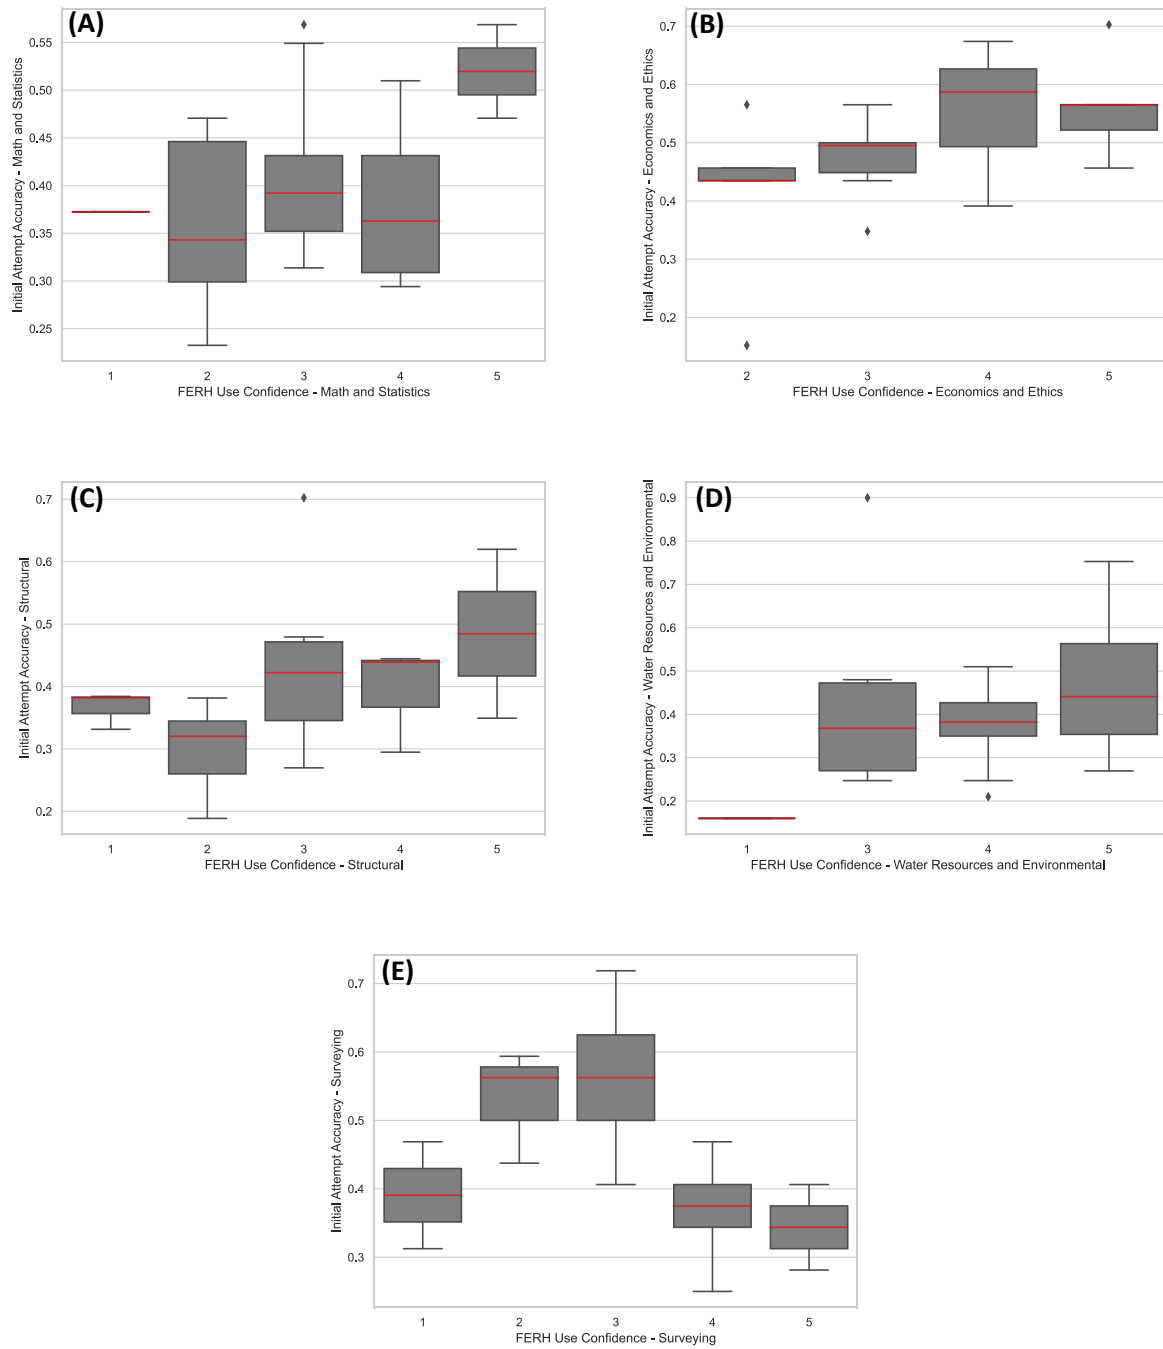 (A)
Initial Attempt Accuracy - Math and Statistics
0.55
0.50
0.45
0.40
0.35
0.30
0.25
1 2 3 4 5
FERH Use Confidence - Math and Statistics
(B)
Initial Attempt Accuracy - Economics and Ethics
0.7
0.6
0.5
0.4
0.3
0.2
2 3 4 5
FERH Use Confidence - Economics and Ethics
(C)
Initial Attempt Accuracy - Structural
0.7
0.6
0.5
0.4
0.3
0.2
1 2 3 4 5
FERH Use Confidence - Structural
(D)
Initial Attempt Accuracy - Water Resources and Environmental
0.9
0.8
0.7
0.6
0.5
0.4
0.3
0.2
1 3 4 5
FERH Use Confidence - Water Resources and Environmental
(E)
Initial Attempt Accuracy - Surveying
0.7
0.6
0.5
0.4
0.3
1 2 3 4 5
FERH Use Confidence - Surveying